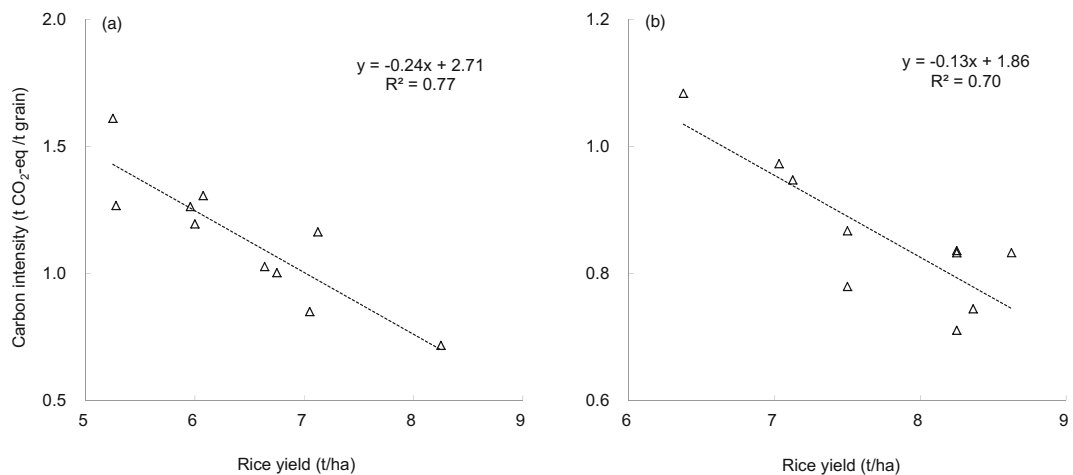 (a)
y = -0.24x + 2.71
R² = 0.77
Carbon intensity (t CO₂-eq /t grain)
2.0
1.5
1.0
0.5
5 6 7 8 9
Rice yield (t/ha)
(b)
y = -0.13x + 1.86
R² = 0.70
1.2
1.0
0.8
0.6
6 7 8 9
Rice yield (t/ha)